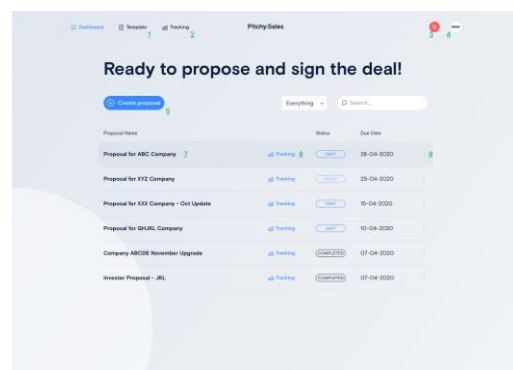 Dashboard Template Tracking Pitchy.Sales
1 2 3 4
Ready to propose and sign the deal!
Create proposal Everything Search...
5
Proposal Name Status Due Date
Proposal for ABC Company 7 Tracking 8 SENT 28-04-2020 9
Proposal for XYZ Company Tracking DRAFT 25-04-2020
Proposal for XXX Company - Oct Update Tracking SENT 15-04-2020
Proposal for GHJKL Company Tracking SENT 10-04-2020
Company ABCDE November Upgrade Tracking COMPLETED 07-04-2020
Investor Proposal - JKL Tracking COMPLETED 07-04-2020